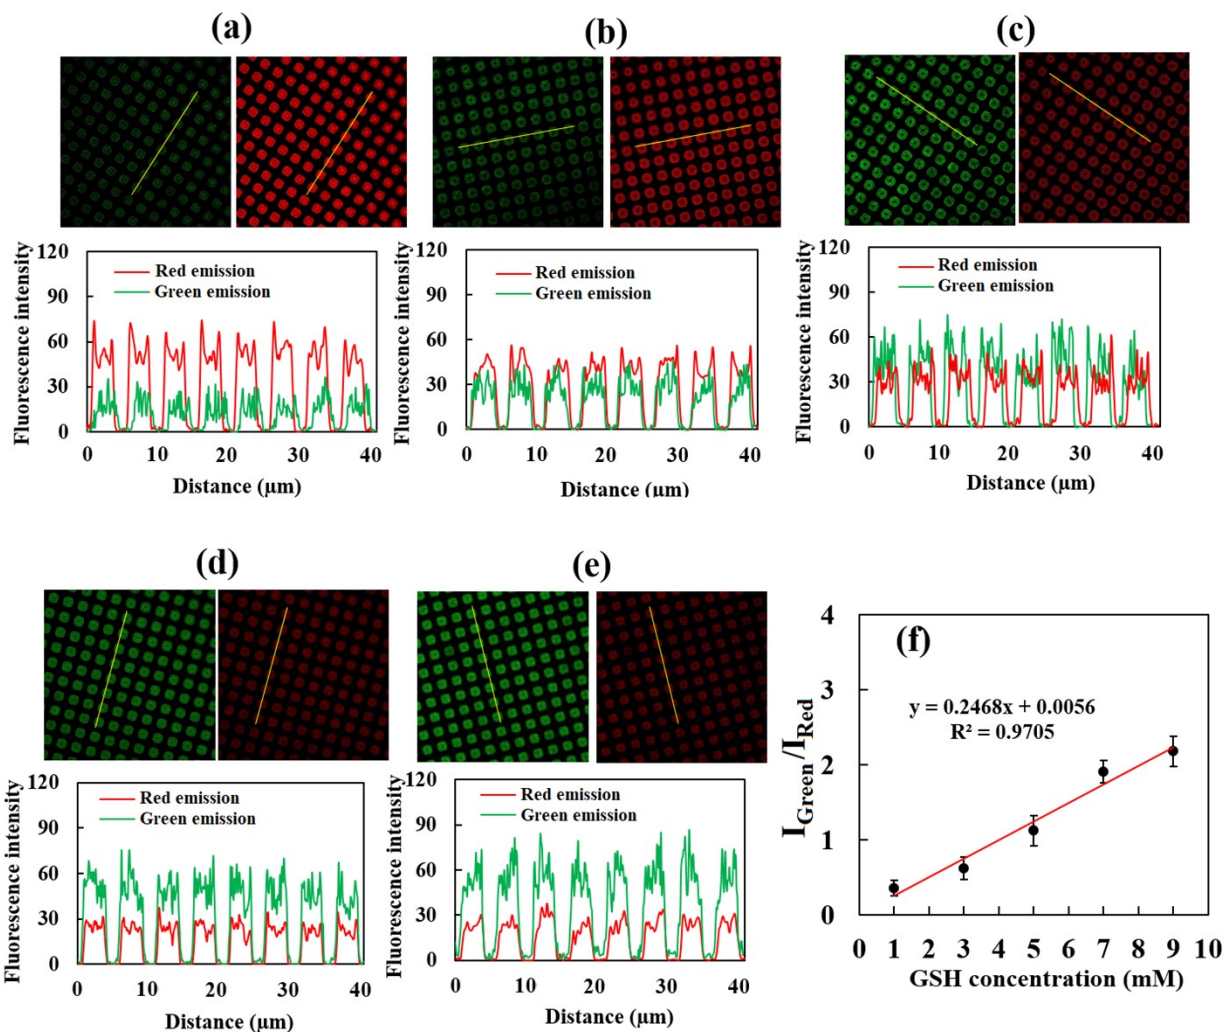 (a)
(b)
(c)
Fluorescence intensity
120
90
60
30
0
Red emission
Green emission
0 10 20 30 40
Distance (μm)
Fluorescence intensity
120
90
60
30
0
Red emission
Green emission
0 10 20 30 40
Distance (μm)
Fluorescence intensity
120
90
60
30
0
Red emission
Green emission
0 10 20 30 40
Distance (μm)
(d)
(e)
Fluorescence intensity
120
90
60
30
0
Red emission
Green emission
0 10 20 30 40
Distance (μm)
Fluorescence intensity
120
90
60
30
0
Red emission
Green emission
0 10 20 30 40
Distance (μm)
(f)
I_Green/I_Red
4
3
2
1
0
y = 0.2468x + 0.0056
R² = 0.9705
0 1 2 3 4 5 6 7 8 9 10
GSH concentration (mM)